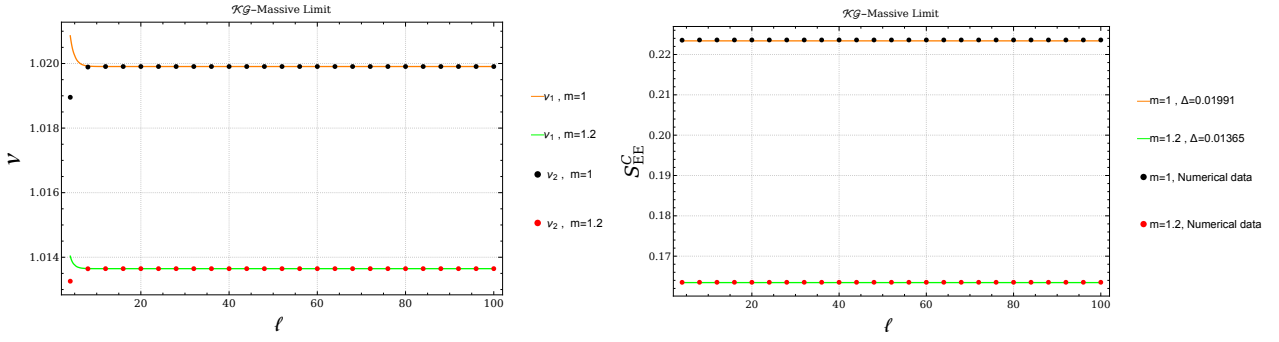 𝒦𝒢-Massive Limit
1.020
1.018
1.016
1.014
ν
20
40
60
80
100
ℓ
ν₁ , m=1
ν₁ , m=1.2
ν₂ , m=1
ν₂ , m=1.2
𝒦𝒢-Massive Limit
0.22
0.21
0.20
0.19
0.18
0.17
S_EE^C
20
40
60
80
100
ℓ
m=1 , Δ=0.01991
m=1.2 , Δ=0.01365
m=1, Numerical data
m=1.2, Numerical data